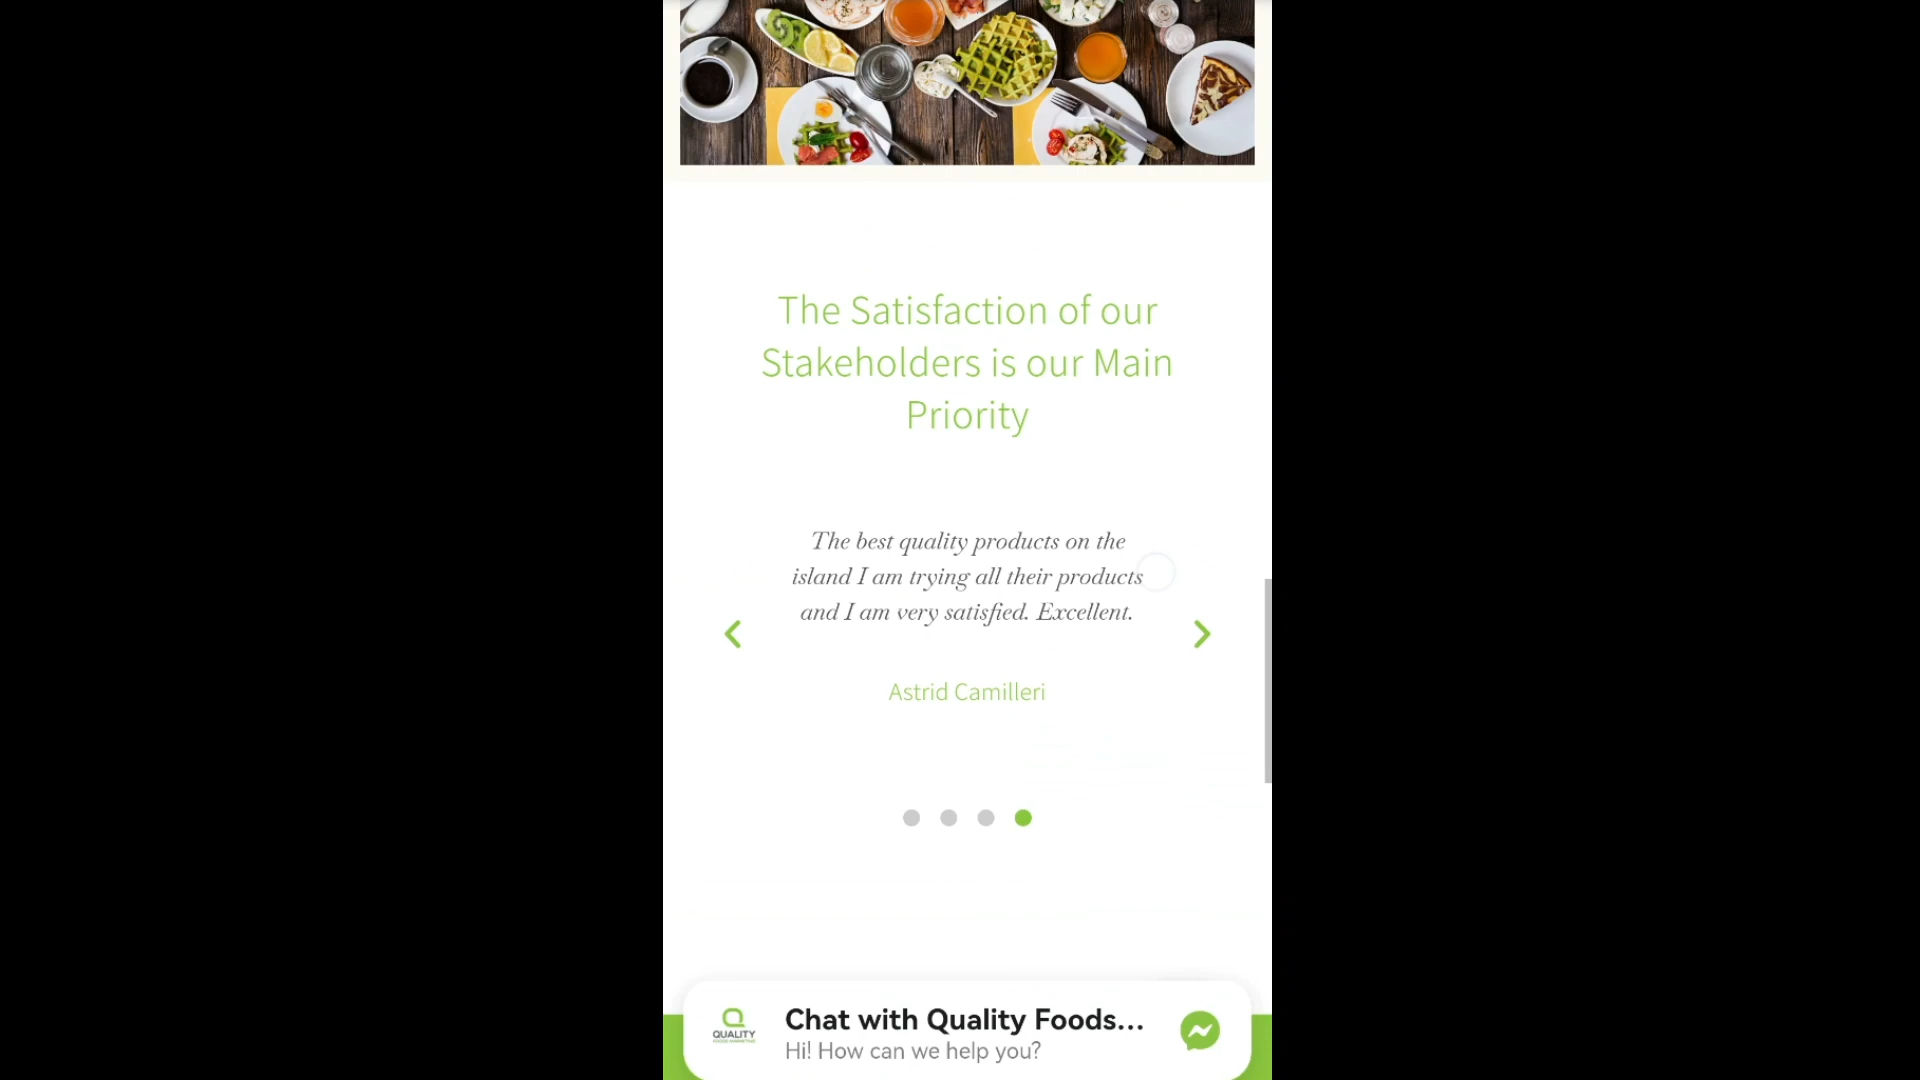 The Satisfaction of our
Stakeholders is our Main
Priority
The best quality products on the
island I am trying all their products
and I am very satisfied. Excellent.
Astrid Camilleri
Chat with Quality Foods...
Hi! How can we help you?
QUALITY